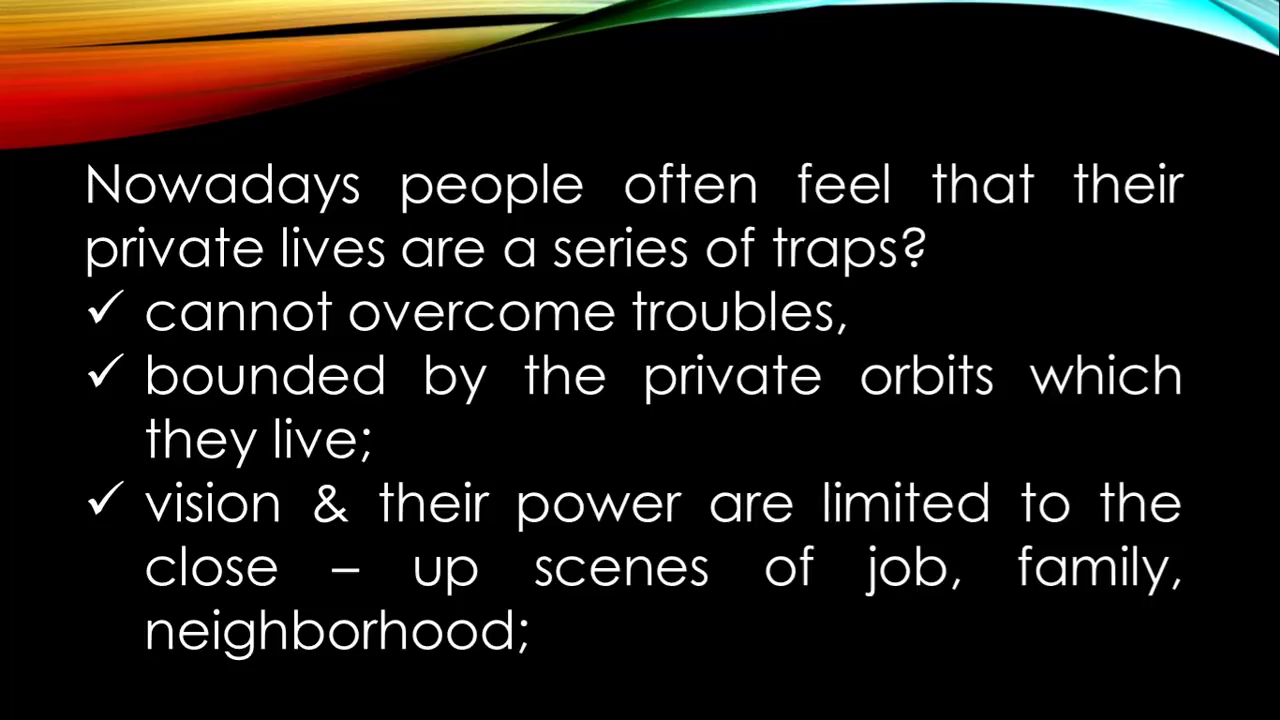 Nowadays people often feel that their
private lives are a series of traps?
✓ cannot overcome troubles,
✓ bounded by the private orbits which
they live;
✓ vision & their power are limited to the
close – up scenes of job, family,
neighborhood;